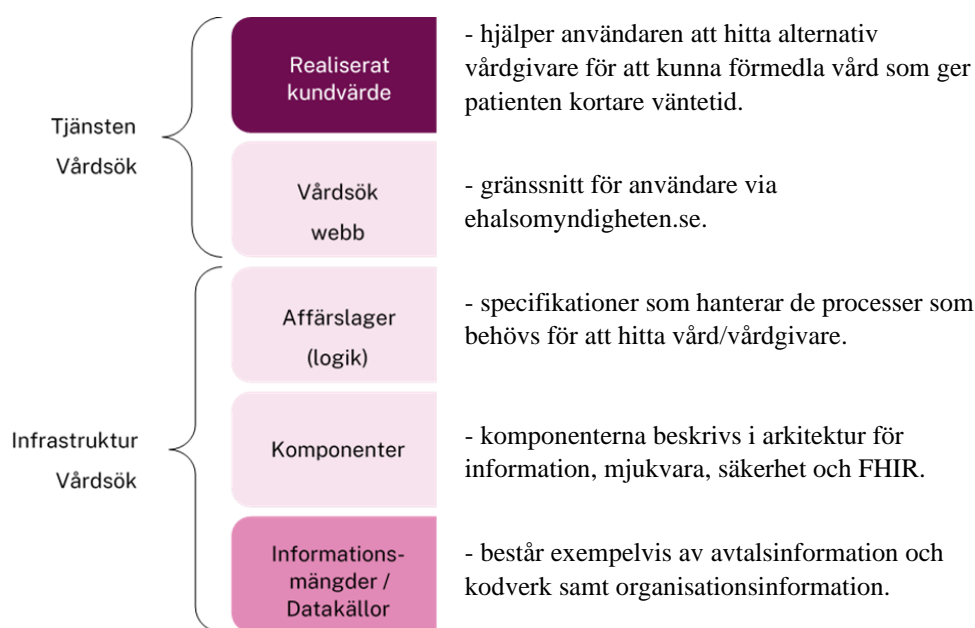 Realiserat
kundvärde
- hjälper användaren att hitta alternativ
vårdgivare för att kunna förmedla vård som ger
patienten kortare väntetid.
Tjänsten
Vårdsök
Vårdsök
webb
- gränssnitt för användare via
ehalsomyndigheten.se.
Affärslager
(logik)
- specifikationer som hanterar de processer som
behövs för att hitta vård/vårdgivare.
Infrastruktur
Vårdsök
Komponenter
- komponenterna beskrivs i arkitektur för
information, mjukvara, säkerhet och FHIR.
Informations-
mängder /
Datakällor
- består exempelvis av avtalsinformation och
kodverk samt organisationsinformation.